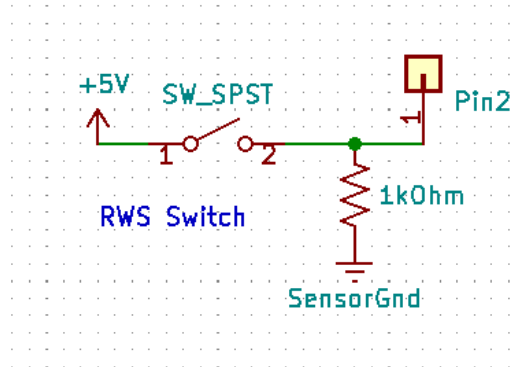 +5V
SW_SPST
Pin2
1
1
2
1kOhm
RWS Switch
SensorGnd